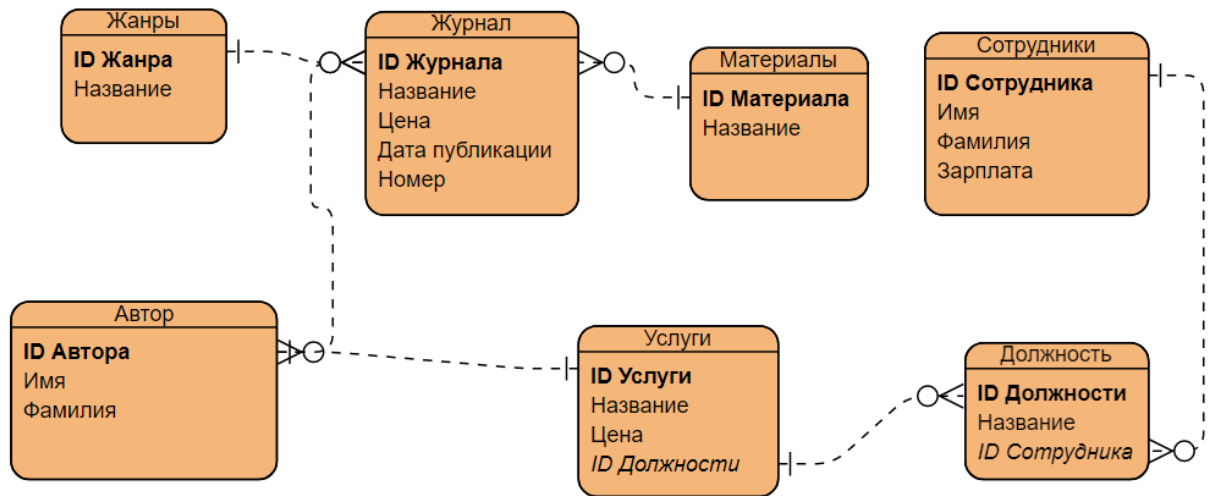 Жанры
ID Жанра
Название
Журнал
ID Журнала
Название
Цена
Дата публикации
Номер
Материалы
ID Материала
Название
Сотрудники
ID Сотрудника
Имя
Фамилия
Зарплата
Автор
ID Автора
Имя
Фамилия
Услуги
ID Услуги
Название
Цена
ID Должности
Должность
ID Должности
Название
ID Сотрудника